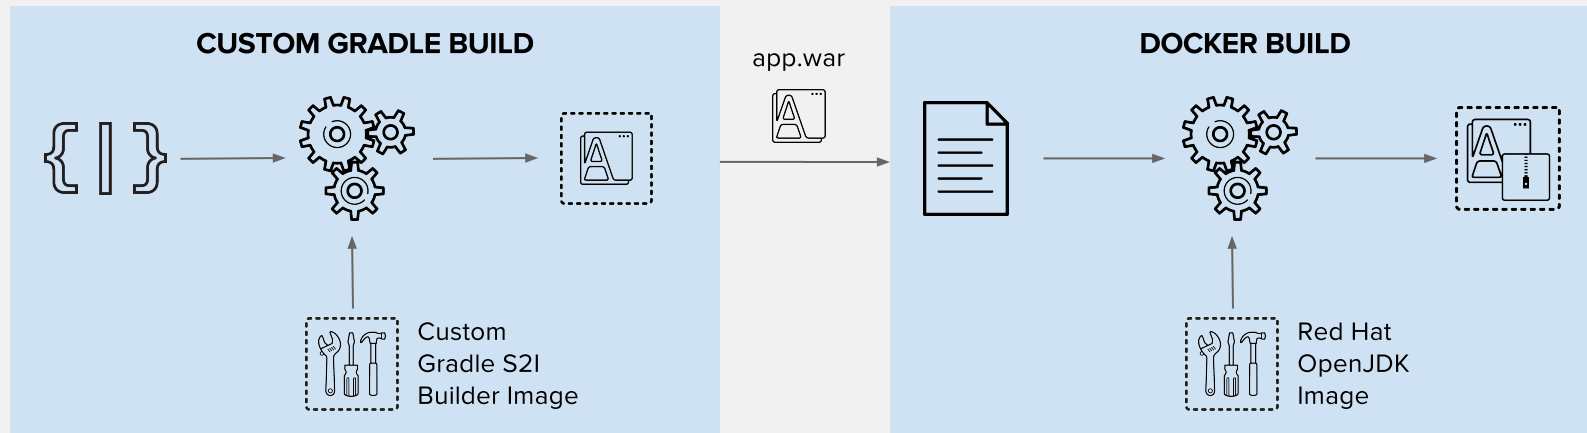 CUSTOM GRADLE BUILD
Custom
Gradle S2I
Builder Image
app.war
DOCKER BUILD
Red Hat
OpenJDK
Image